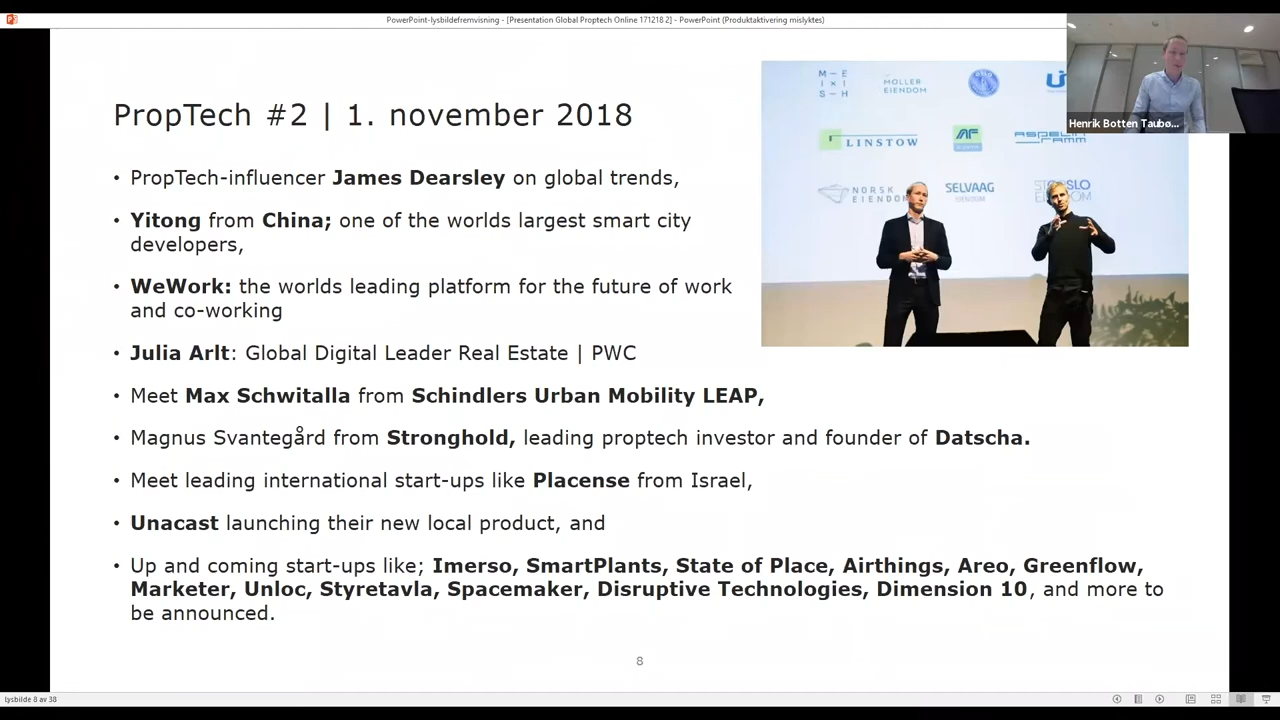 PowerPoint-lysbildefremvisning - [Presentation Global Proptech Online 171218 2] - PowerPoint (Produktaktivering mislyktes)
Henrik Botten Taubø...
PropTech #2 | 1. november 2018
M — E
I × I
S — H
MØLLER
EIENDOM
OSLO
LINSTOW
AF
ASPELIN
RAMM
NORSK
EIENDOM
SELVAAG
EIENDOM
OSLO
EIENDOM
• PropTech-influencer James Dearsley on global trends,
• Yitong from China; one of the worlds largest smart city
developers,
• WeWork: the worlds leading platform for the future of work
and co-working
• Julia Arlt: Global Digital Leader Real Estate | PWC
• Meet Max Schwitalla from Schindlers Urban Mobility LEAP,
• Magnus Svantegård from Stronghold, leading proptech investor and founder of Datscha.
• Meet leading international start-ups like Placense from Israel,
• Unacast launching their new local product, and
• Up and coming start-ups like; Imerso, SmartPlants, State of Place, Airthings, Areo, Greenflow,
Marketer, Unloc, Styretavla, Spacemaker, Disruptive Technologies, Dimension 10, and more to
be announced.
8
lysbilde 8 av 38